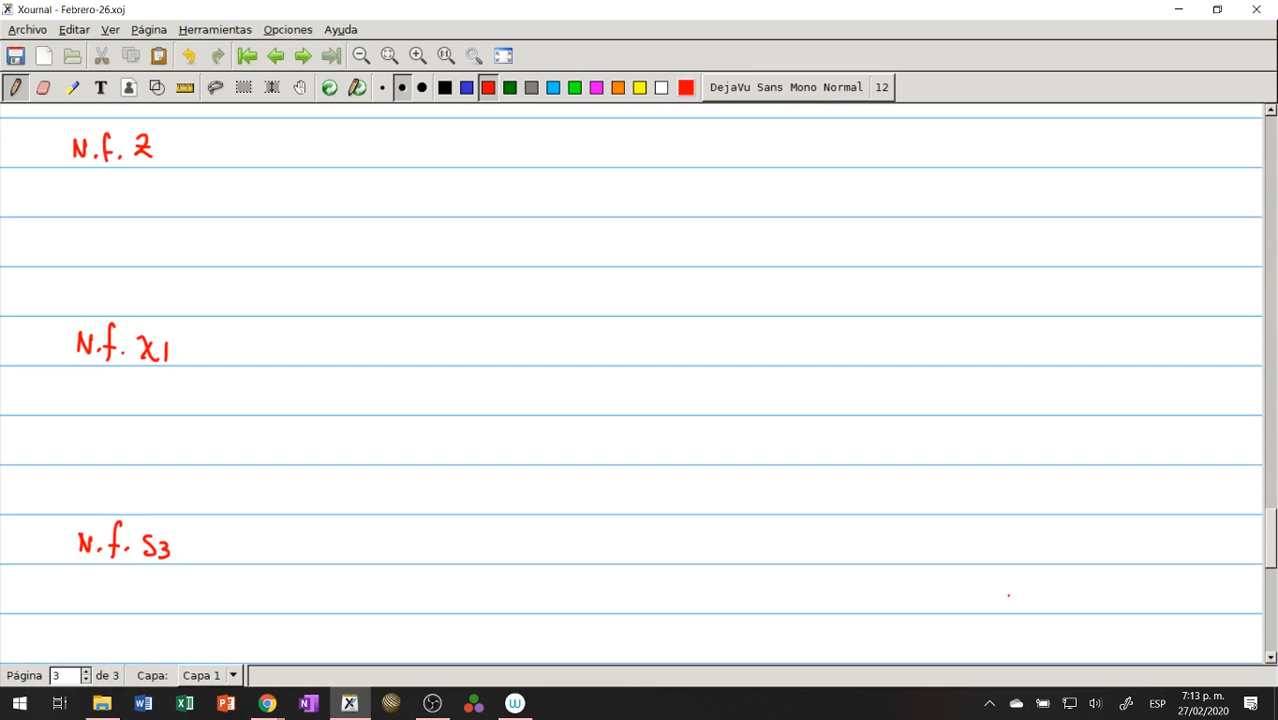 Xournal - Febrero-26.xoj
Archivo Editar Ver Página Herramientas Opciones Ayuda
DejaVu Sans Mono Normal 12
N.f. Z
N.f. X1
N.f. S3
Página 3 de 3 Capa: Capa 1
ESP
7:13 p. m.
27/02/2020